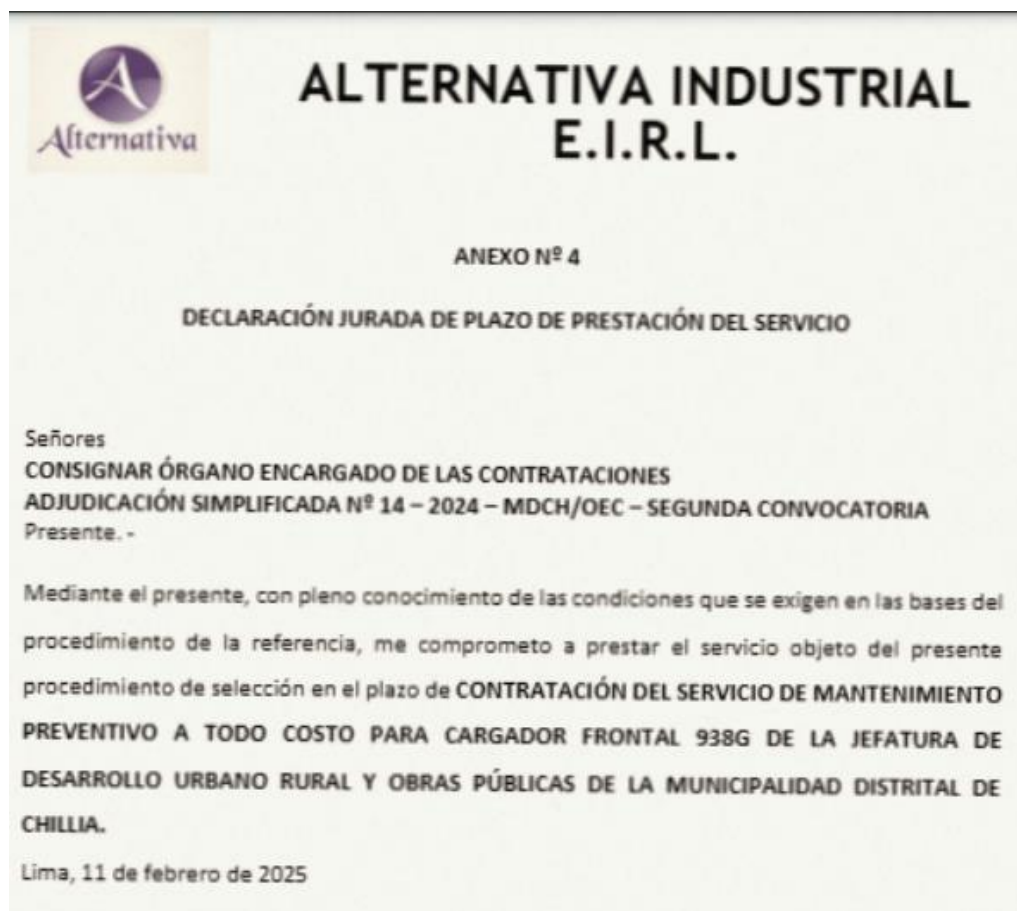 Alternativa
ALTERNATIVA INDUSTRIAL
E.I.R.L.
ANEXO Nº 4
DECLARACIÓN JURADA DE PLAZO DE PRESTACIÓN DEL SERVICIO
Señores
CONSIGNAR ÓRGANO ENCARGADO DE LAS CONTRATACIONES
ADJUDICACIÓN SIMPLIFICADA Nº 14 – 2024 – MDCH/OEC – SEGUNDA CONVOCATORIA
Presente. -
Mediante el presente, con pleno conocimiento de las condiciones que se exigen en las bases del
procedimiento de la referencia, me comprometo a prestar el servicio objeto del presente
procedimiento de selección en el plazo de CONTRATACIÓN DEL SERVICIO DE MANTENIMIENTO
PREVENTIVO A TODO COSTO PARA CARGADOR FRONTAL 938G DE LA JEFATURA DE
DESARROLLO URBANO RURAL Y OBRAS PÚBLICAS DE LA MUNICIPALIDAD DISTRITAL DE
CHILLIA.
Lima, 11 de febrero de 2025